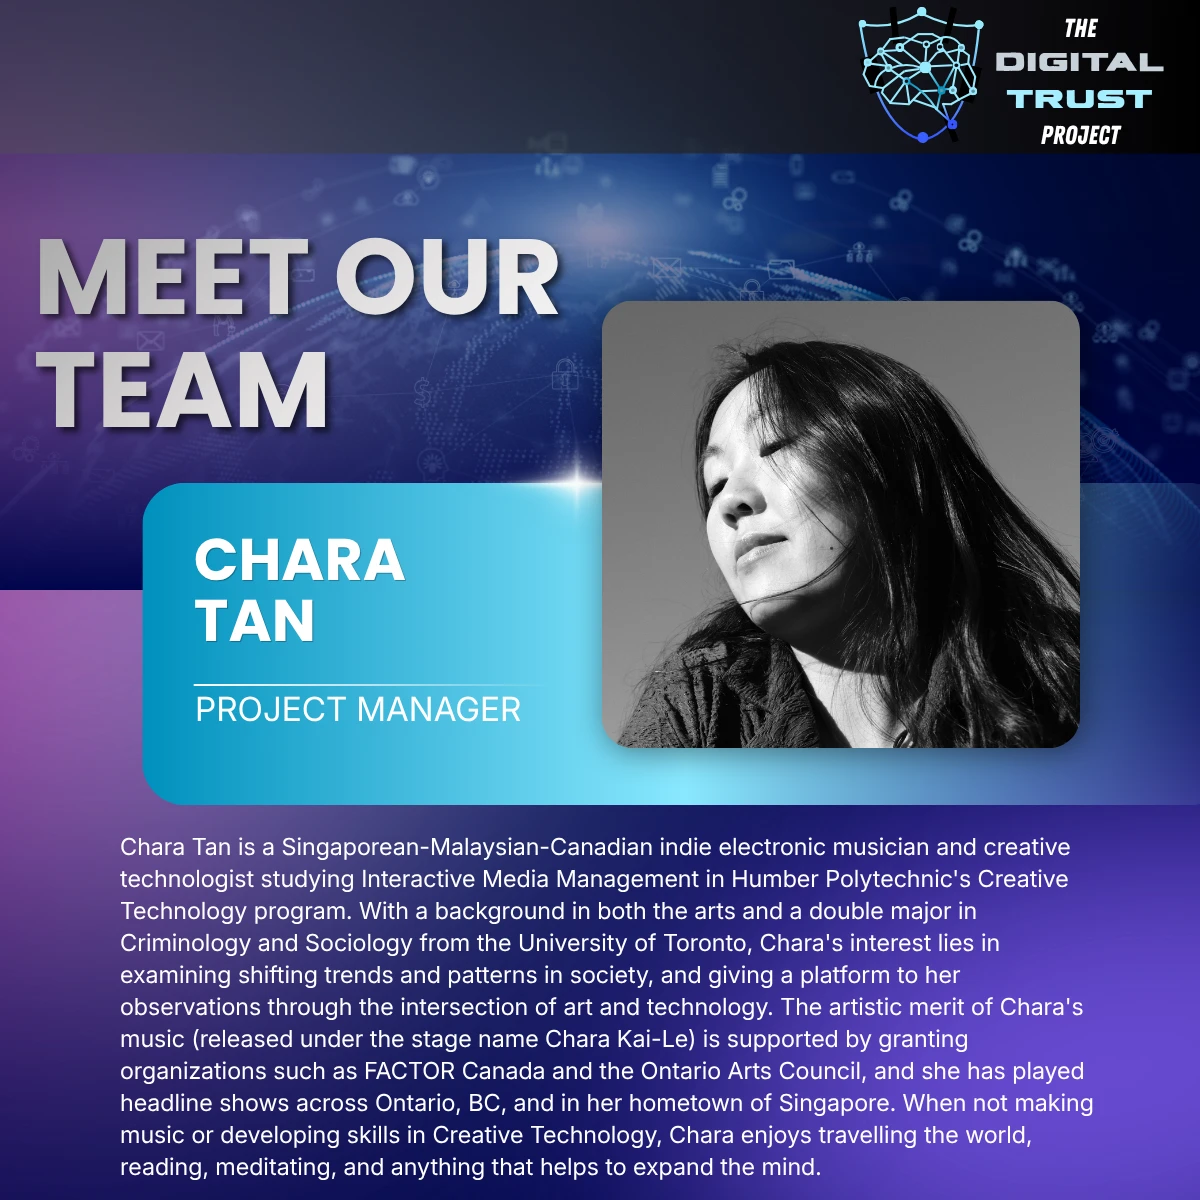 THE
DIGITAL
TRUST
PROJECT
MEET OUR
TEAM
CHARA
TAN
PROJECT MANAGER
Chara Tan is a Singaporean-Malaysian-Canadian indie electronic musician and creative
technologist studying Interactive Media Management in Humber Polytechnic's Creative
Technology program. With a background in both the arts and a double major in
Criminology and Sociology from the University of Toronto, Chara's interest lies in
examining shifting trends and patterns in society, and giving a platform to her
observations through the intersection of art and technology. The artistic merit of Chara's
music (released under the stage name Chara Kai-Le) is supported by granting
organizations such as FACTOR Canada and the Ontario Arts Council, and she has played
headline shows across Ontario, BC, and in her hometown of Singapore. When not making
music or developing skills in Creative Technology, Chara enjoys travelling the world,
reading, meditating, and anything that helps to expand the mind.